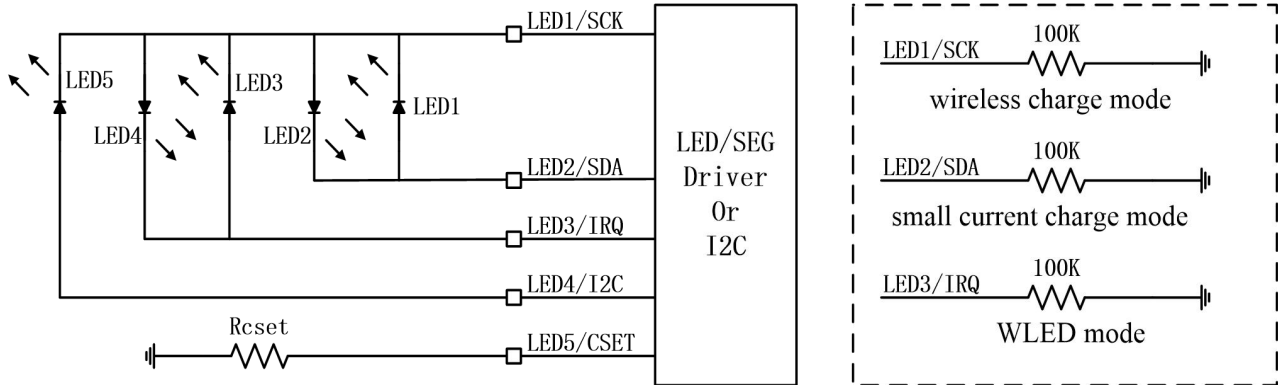 LED1/SCK
LED5
LED3
LED1
LED4
LED2
LED2/SDA
LED3/IRQ
LED4/I2C
Rcset
LED5/CSET
LED/SEG
Driver
Or
I2C
100K
LED1/SCK
wireless charge mode
100K
LED2/SDA
small current charge mode
100K
LED3/IRQ
WLED mode